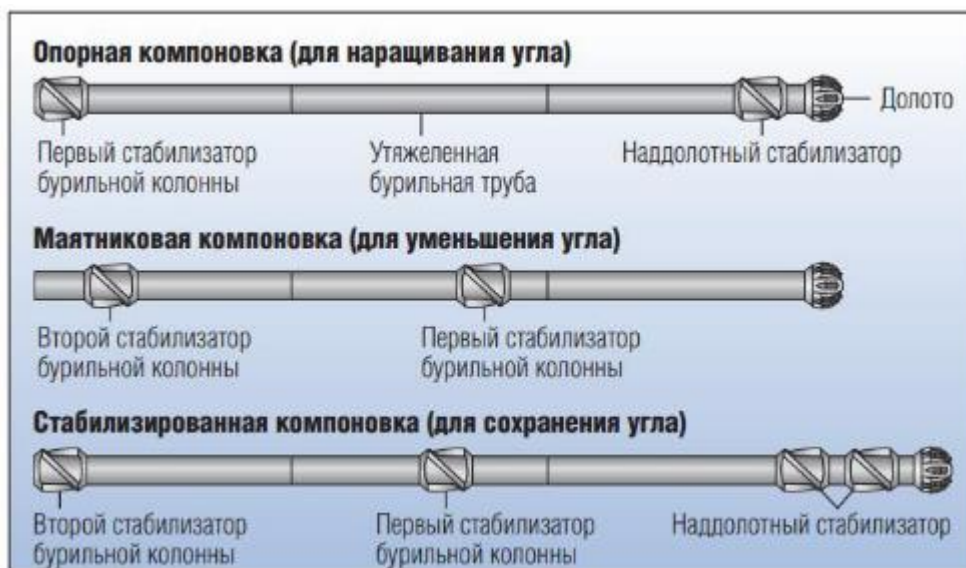 Опорная компоновка (для наращивания угла)
Долото
Первый стабилизатор
бурильной колонны
Утяжеленная
бурильная труба
Наддолотный стабилизатор
Маятниковая компоновка (для уменьшения угла)
Второй стабилизатор
бурильной колонны
Первый стабилизатор
бурильной колонны
Стабилизированная компоновка (для сохранения угла)
Второй стабилизатор
бурильной колонны
Первый стабилизатор
бурильной колонны
Наддолотный стабилизатор